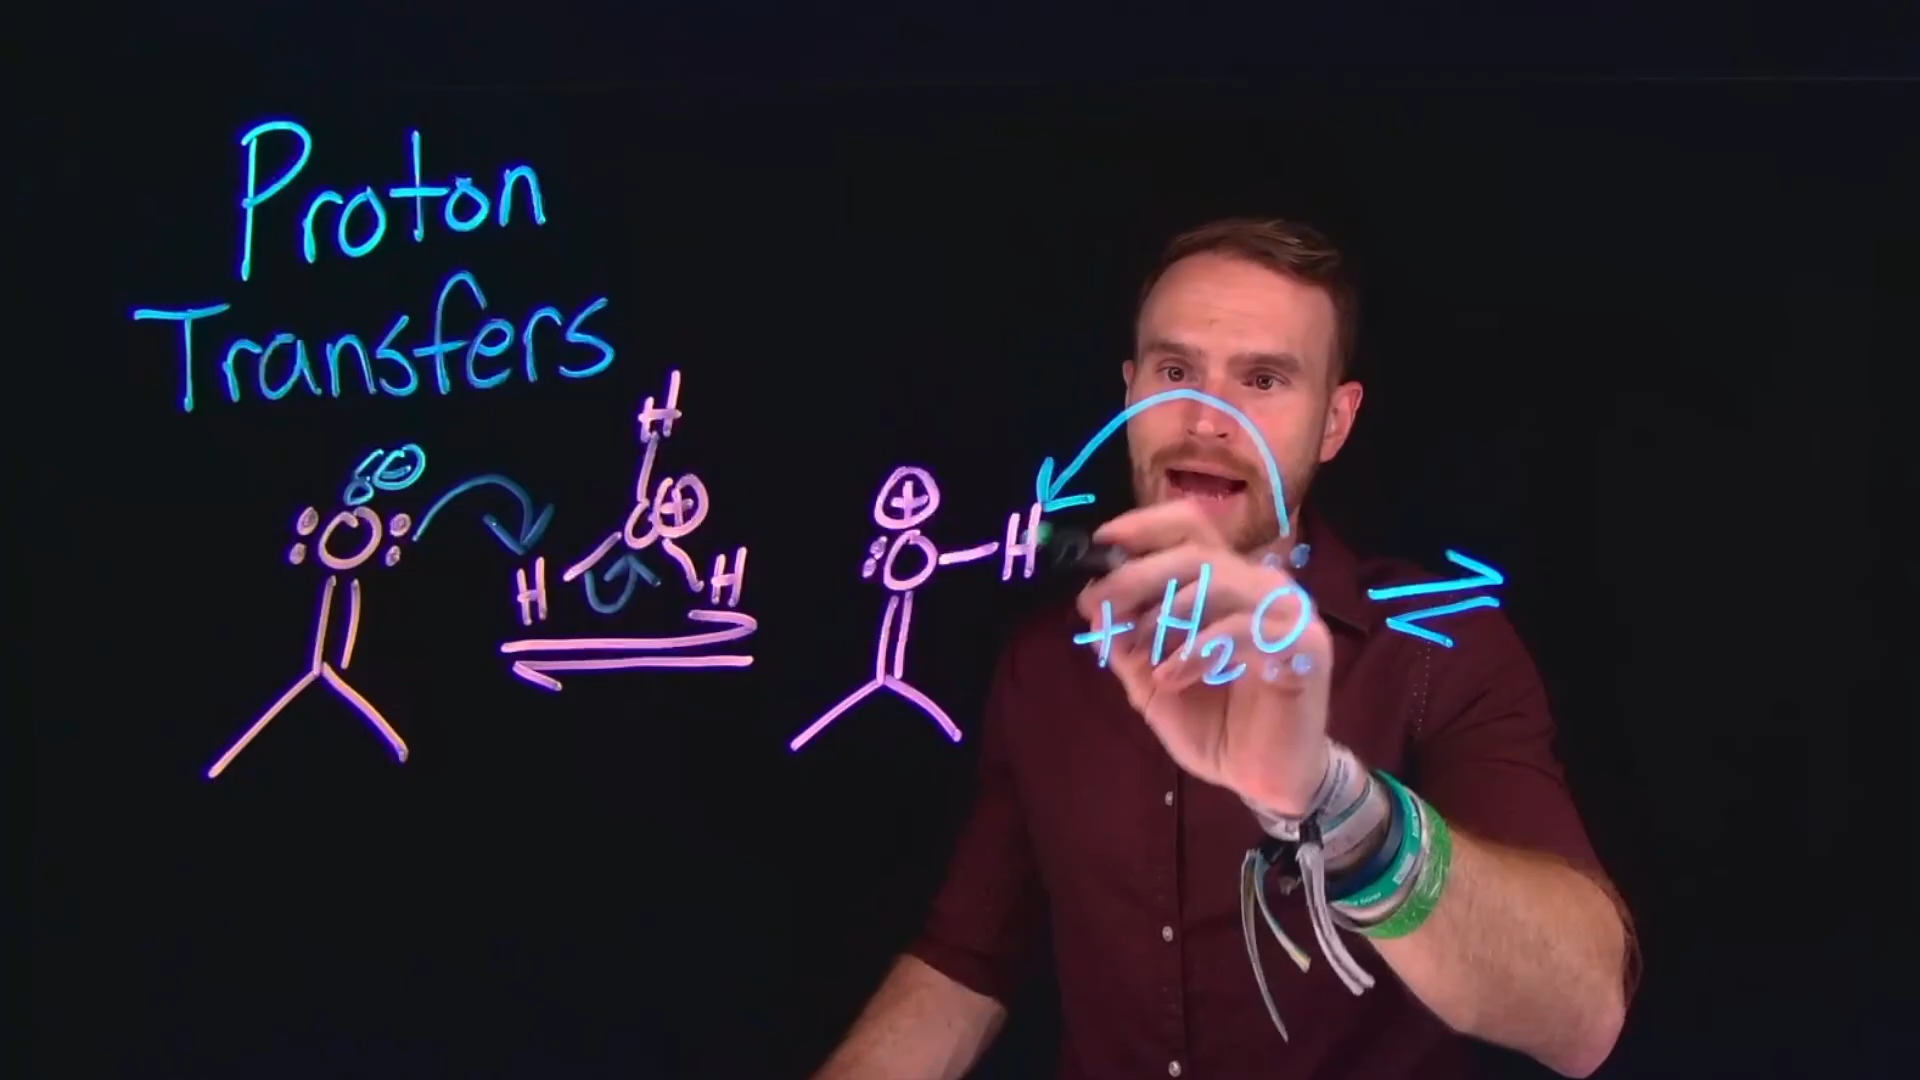 Proton
Transfers
δ⊖
:O:
H
H
O⊕
H
⇌
⊕
:O—H
+ H₂O
⇌